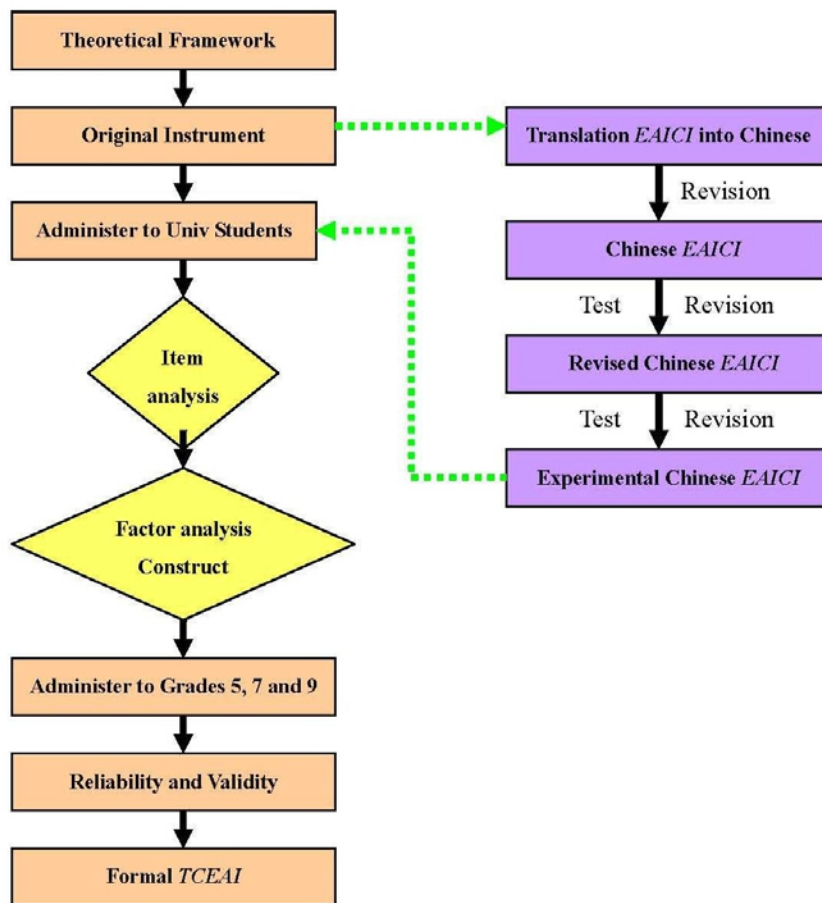 Theoretical Framework
Original Instrument
Administer to Univ Students
Item
analysis
Factor analysis
Construct
Administer to Grades 5, 7 and 9
Reliability and Validity
Formal TCEAI
Translation EAICI into Chinese
Revision
Chinese EAICI
Test Revision
Revised Chinese EAICI
Test Revision
Experimental Chinese EAICI